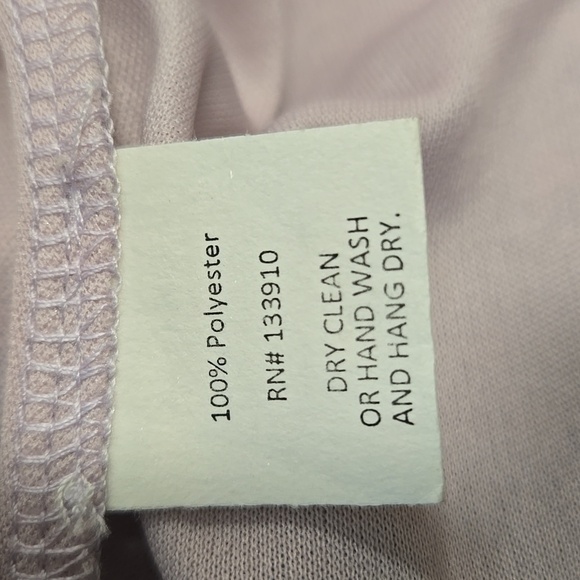 100% Polyester
RN# 133910
DRY CLEAN
OR HAND WASH
AND HANG DRY.